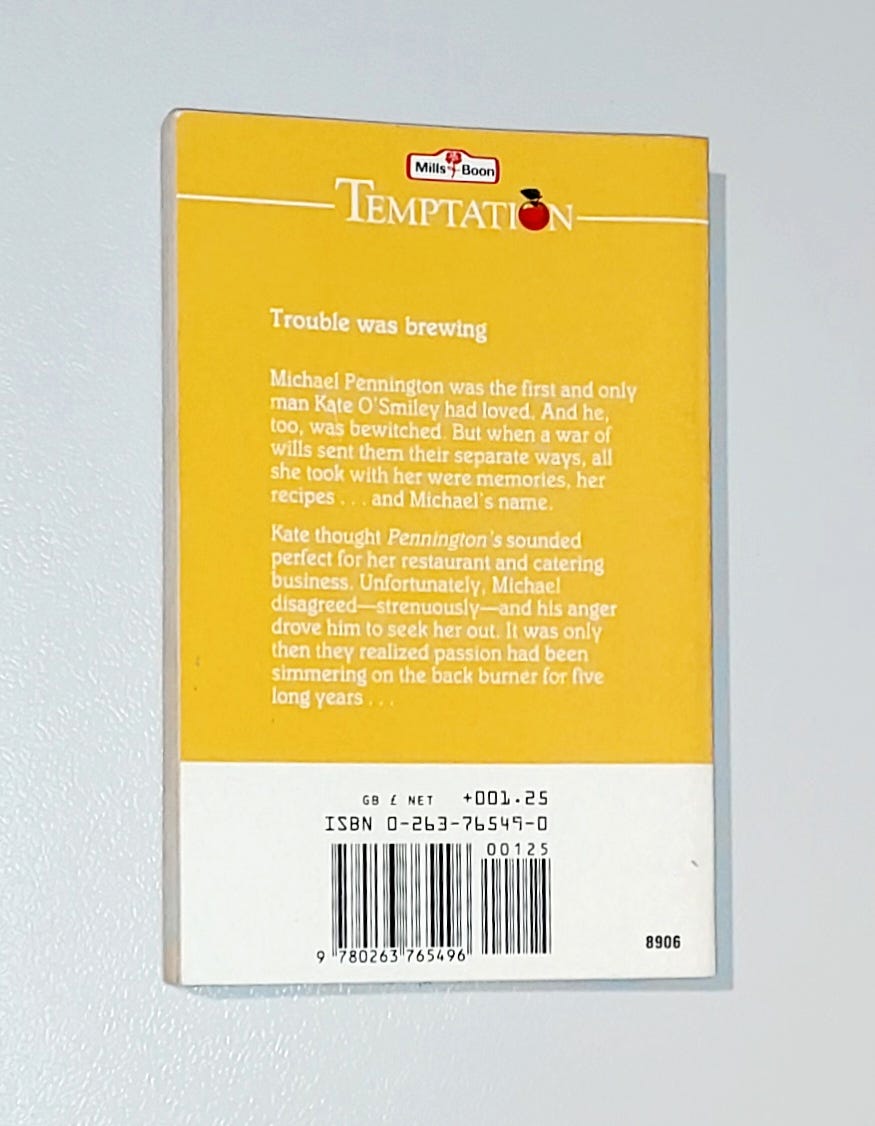 Mills & Boon
TEMPTATION
Trouble was brewing
Michael Pennington was the first and only
man Kate O'Smiley had loved. And he,
too, was bewitched. But when a war of
wills sent them their separate ways, all
she took with her were memories, her
recipes . . . and Michael's name.
Kate thought Pennington's sounded
perfect for her restaurant and catering
business. Unfortunately, Michael
disagreed—strenuously—and his anger
drove him to seek her out. It was only
then they realized passion had been
simmering on the back burner for five
long years . . .
GB £ NET +001.25
ISBN 0-263-76549-0
00125
9 780263 765496
8906